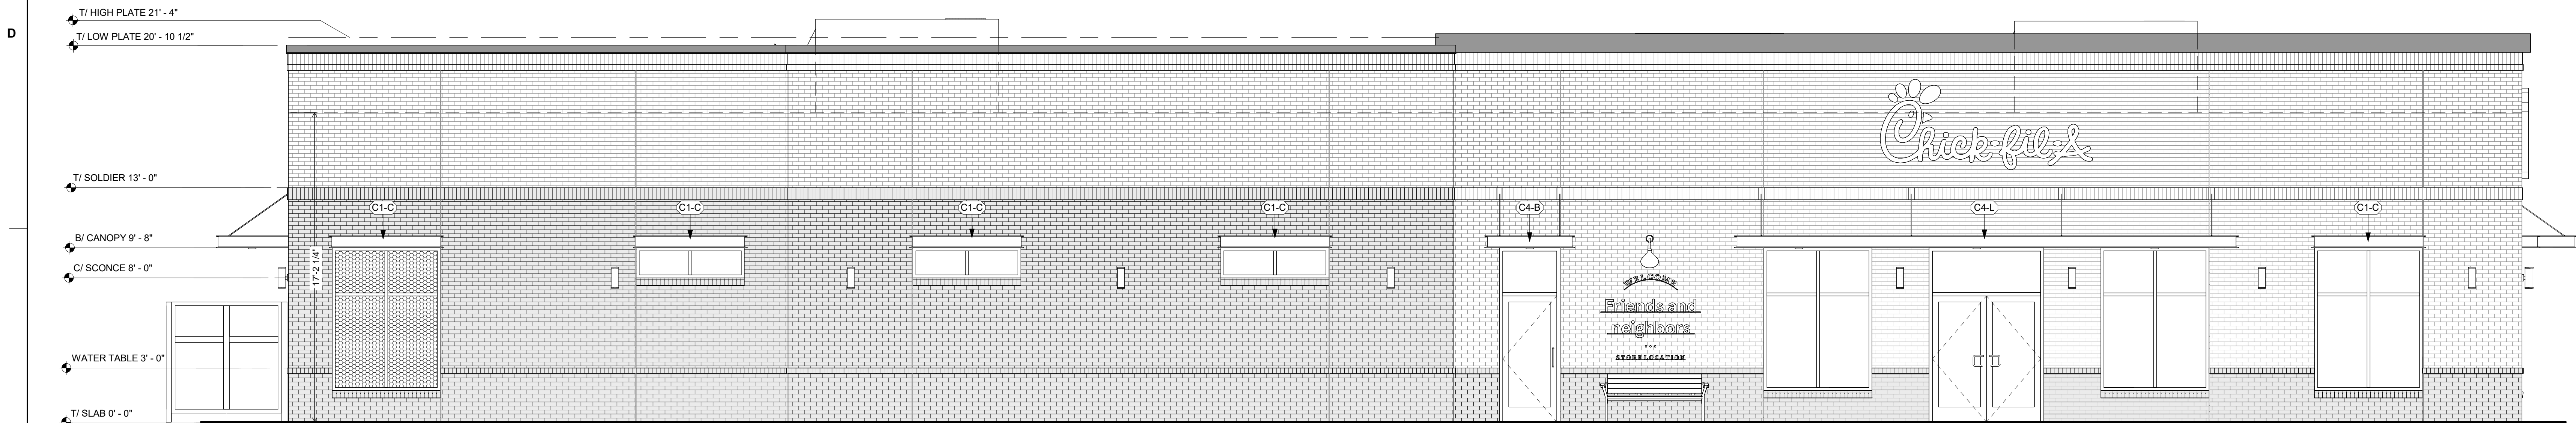 D
T/ HIGH PLATE 21' - 4"
T/ LOW PLATE 20' - 10 1/2"
T/ SOLDIER 13' - 0"
B/ CANOPY 9' - 8"
C/ SCONCE 8' - 0"
WATER TABLE 3' - 0"
T/ SLAB 0' - 0"
17'-2 1/4"
C1-C
C1-C
C1-C
C1-C
C4-B
C4-L
C1-C
Chick-fil-A
WELCOME
Friends and
neighbors
STORE LOCATION